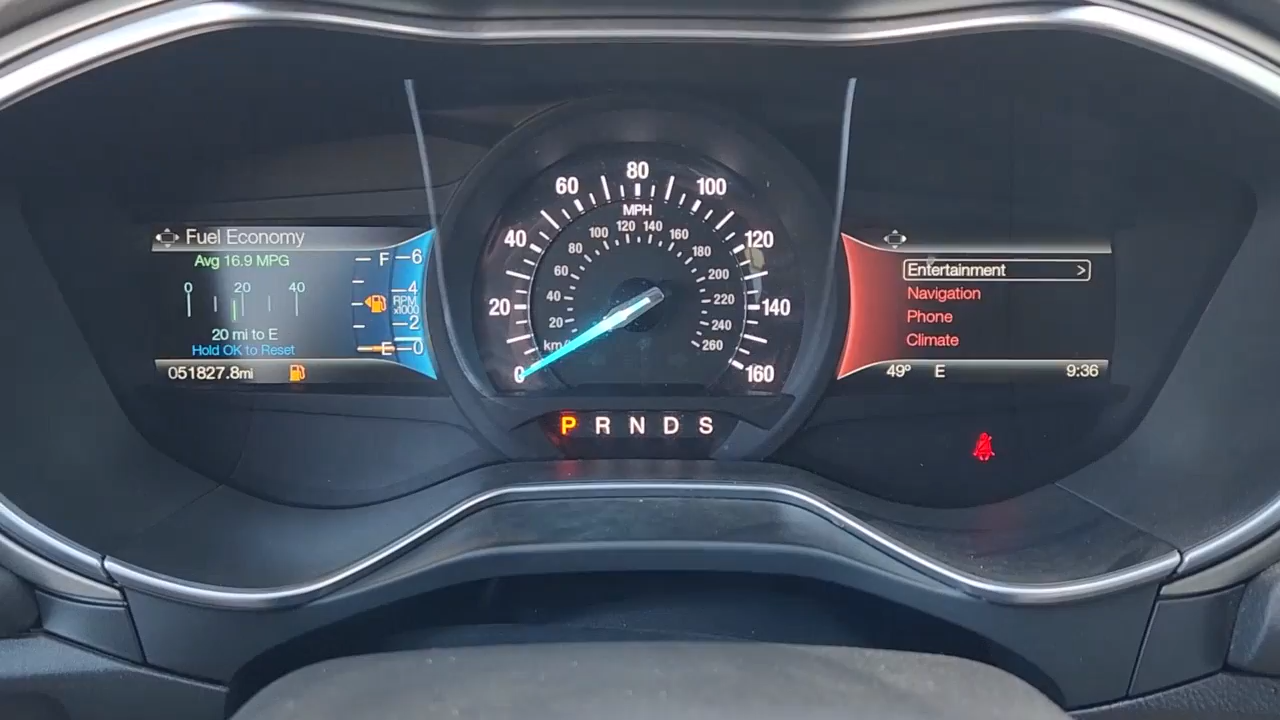 Fuel Economy
Avg 16.9 MPG
0 20 40
20 mi to E
Hold OK to Reset
051827.8mi
F
E
6
4
RPM
x1000
2
0
0 20 40 60 80 100 120 140 160
MPH
20 40 60 80 100 120 140 160 180 200 220 240 260
P R N D S
Entertainment >
Navigation
Phone
Climate
49° E 9:36